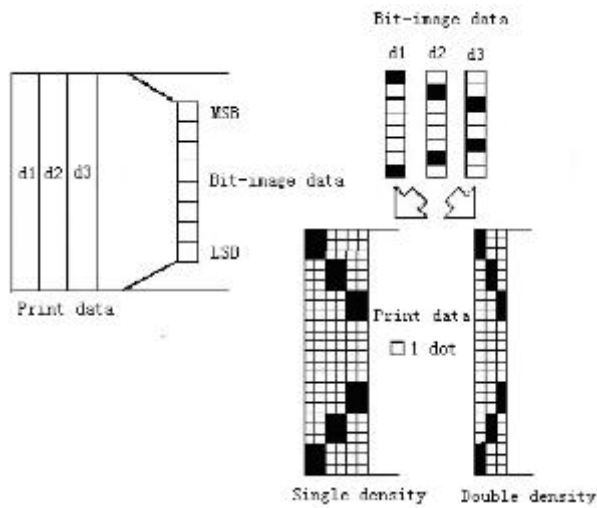 Bit-image data
d1 d2 d3
MSB
d1 d2 d3
Bit-image data
LSD
Print data
Print data
1 dot
Single density
Double density